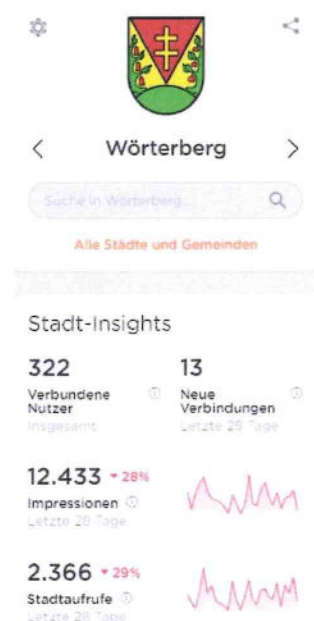 Wörterberg
Suche in Wörterberg...
Alle Städte und Gemeinden
Stadt-Insights
322
Verbundene
Nutzer
Insgesamt
13
Neue
Verbindungen
Letzte 28 Tage
12.433 ▾ 28%
Impressionen
Letzte 28 Tage
2.366 ▾ 29%
Stadtaufrufe
Letzte 28 Tage